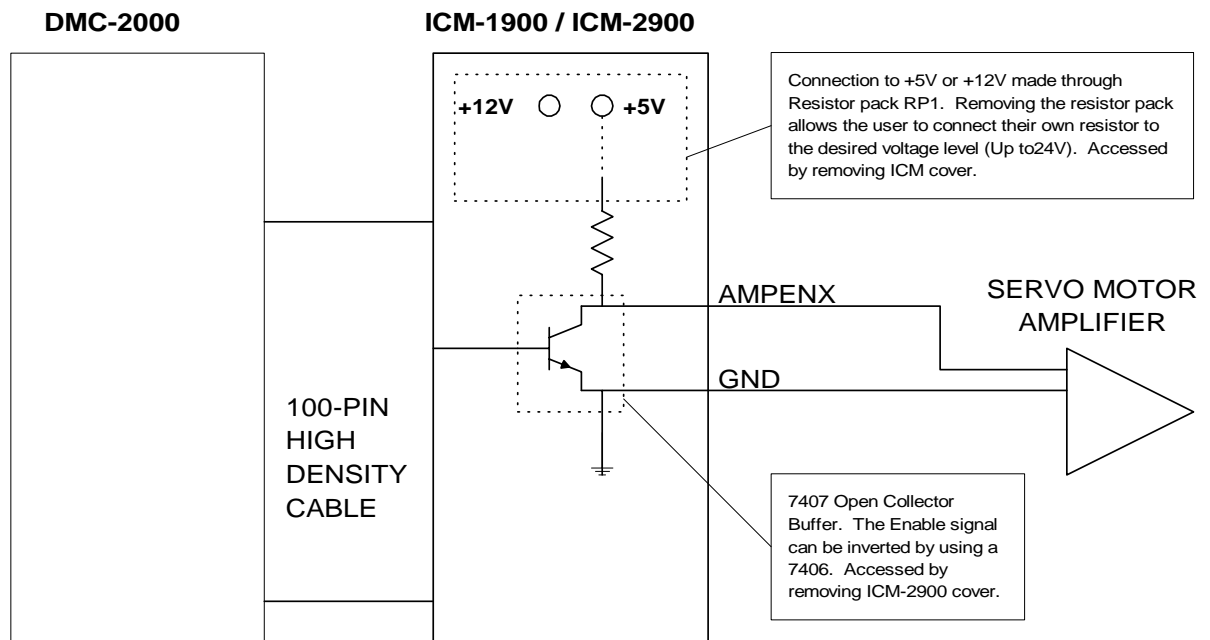 DMC-2000
ICM-1900 / ICM-2900
+12V
+5V
Connection to +5V or +12V made through
Resistor pack RP1.  Removing the resistor pack
allows the user to connect their own resistor to
the desired voltage level (Up to24V).  Accessed
by removing ICM cover.
AMPENX
SERVO MOTOR
AMPLIFIER
GND
100-PIN
HIGH
DENSITY
CABLE
7407 Open Collector
Buffer.  The Enable signal
can be inverted by using a
7406.  Accessed by
removing ICM-2900 cover.